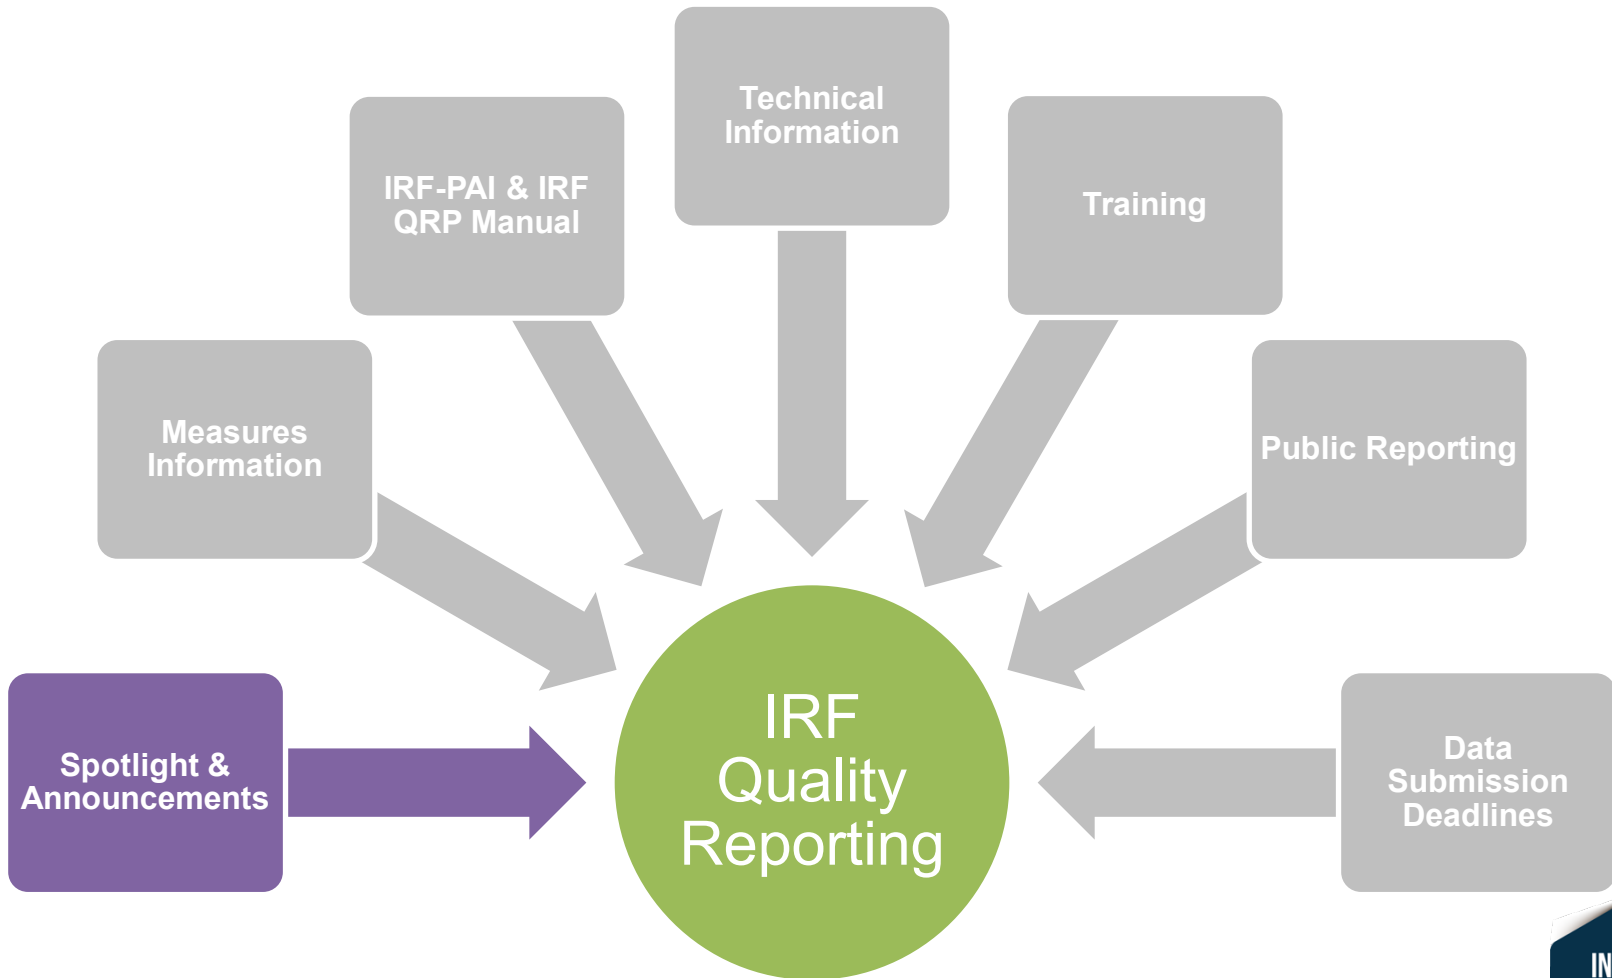 Technical
Information
IRF-PAI & IRF
QRP Manual
Training
Measures
Information
Public Reporting
Spotlight &
Announcements
IRF
Quality
Reporting
Data
Submission
Deadlines